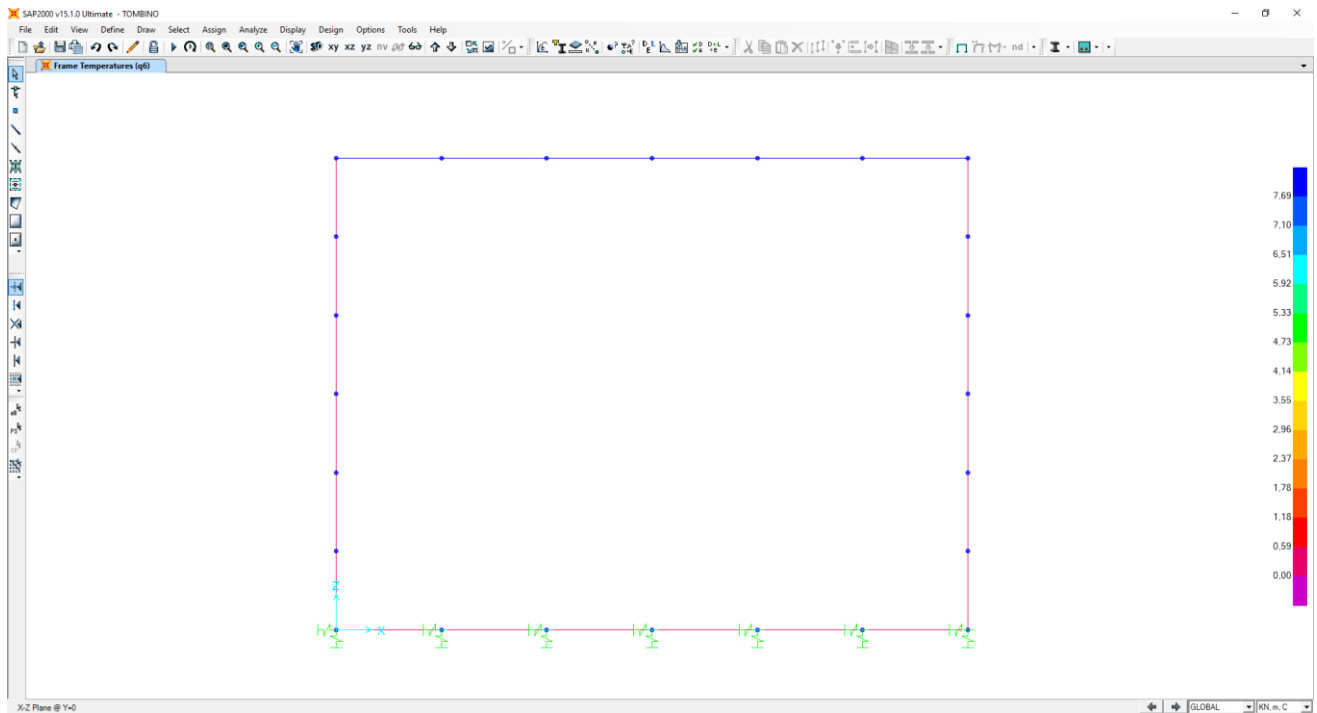 SAP2000 v15.1.0 Ultimate - TOMBINO
File Edit View Define Draw Select Assign Analyze Display Design Options Tools Help
xy xz yz nv nd
Frame Temperatures (q6)
7.69
7.10
6.51
5.92
5.33
4.73
4.14
3.55
2.96
2.37
1.78
1.18
0.59
0.00
Z
X
X-Z Plane @ Y=0
GLOBAL
KN, m, C